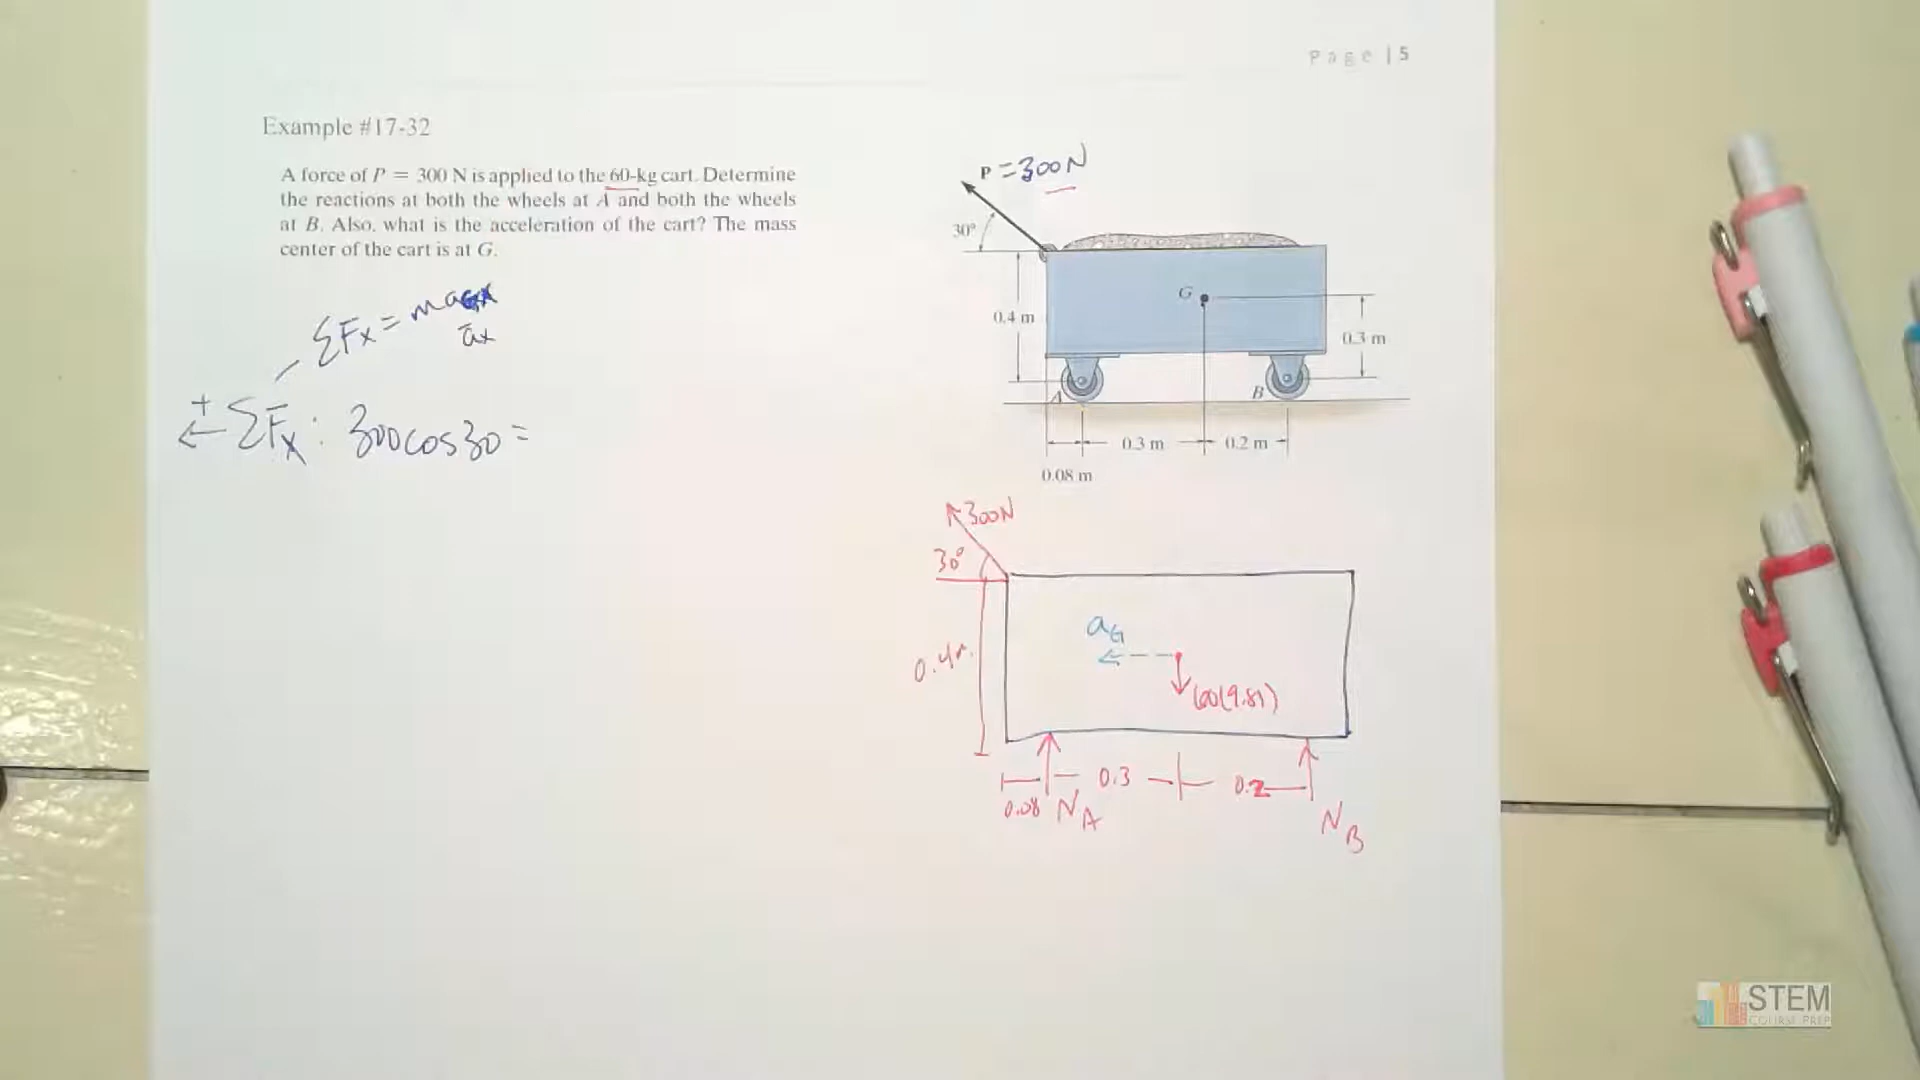 Page | 5
Example #17-32
A force of P = 300 N is applied to the 60-kg cart. Determine
the reactions at both the wheels at A and both the wheels
at B. Also, what is the acceleration of the cart? The mass
center of the cart is at G.
ΣFx = maGx
āx
+
← ΣFx : 300cos30 =
P = 300N
30°
G
0.4 m
0.3 m
A
B
0.3 m
0.2 m
0.08 m
300N
30°
aG
0.4m.
60(9.81)
0.08
0.3
0.2
NA
NB
STEM
COURSE PREP